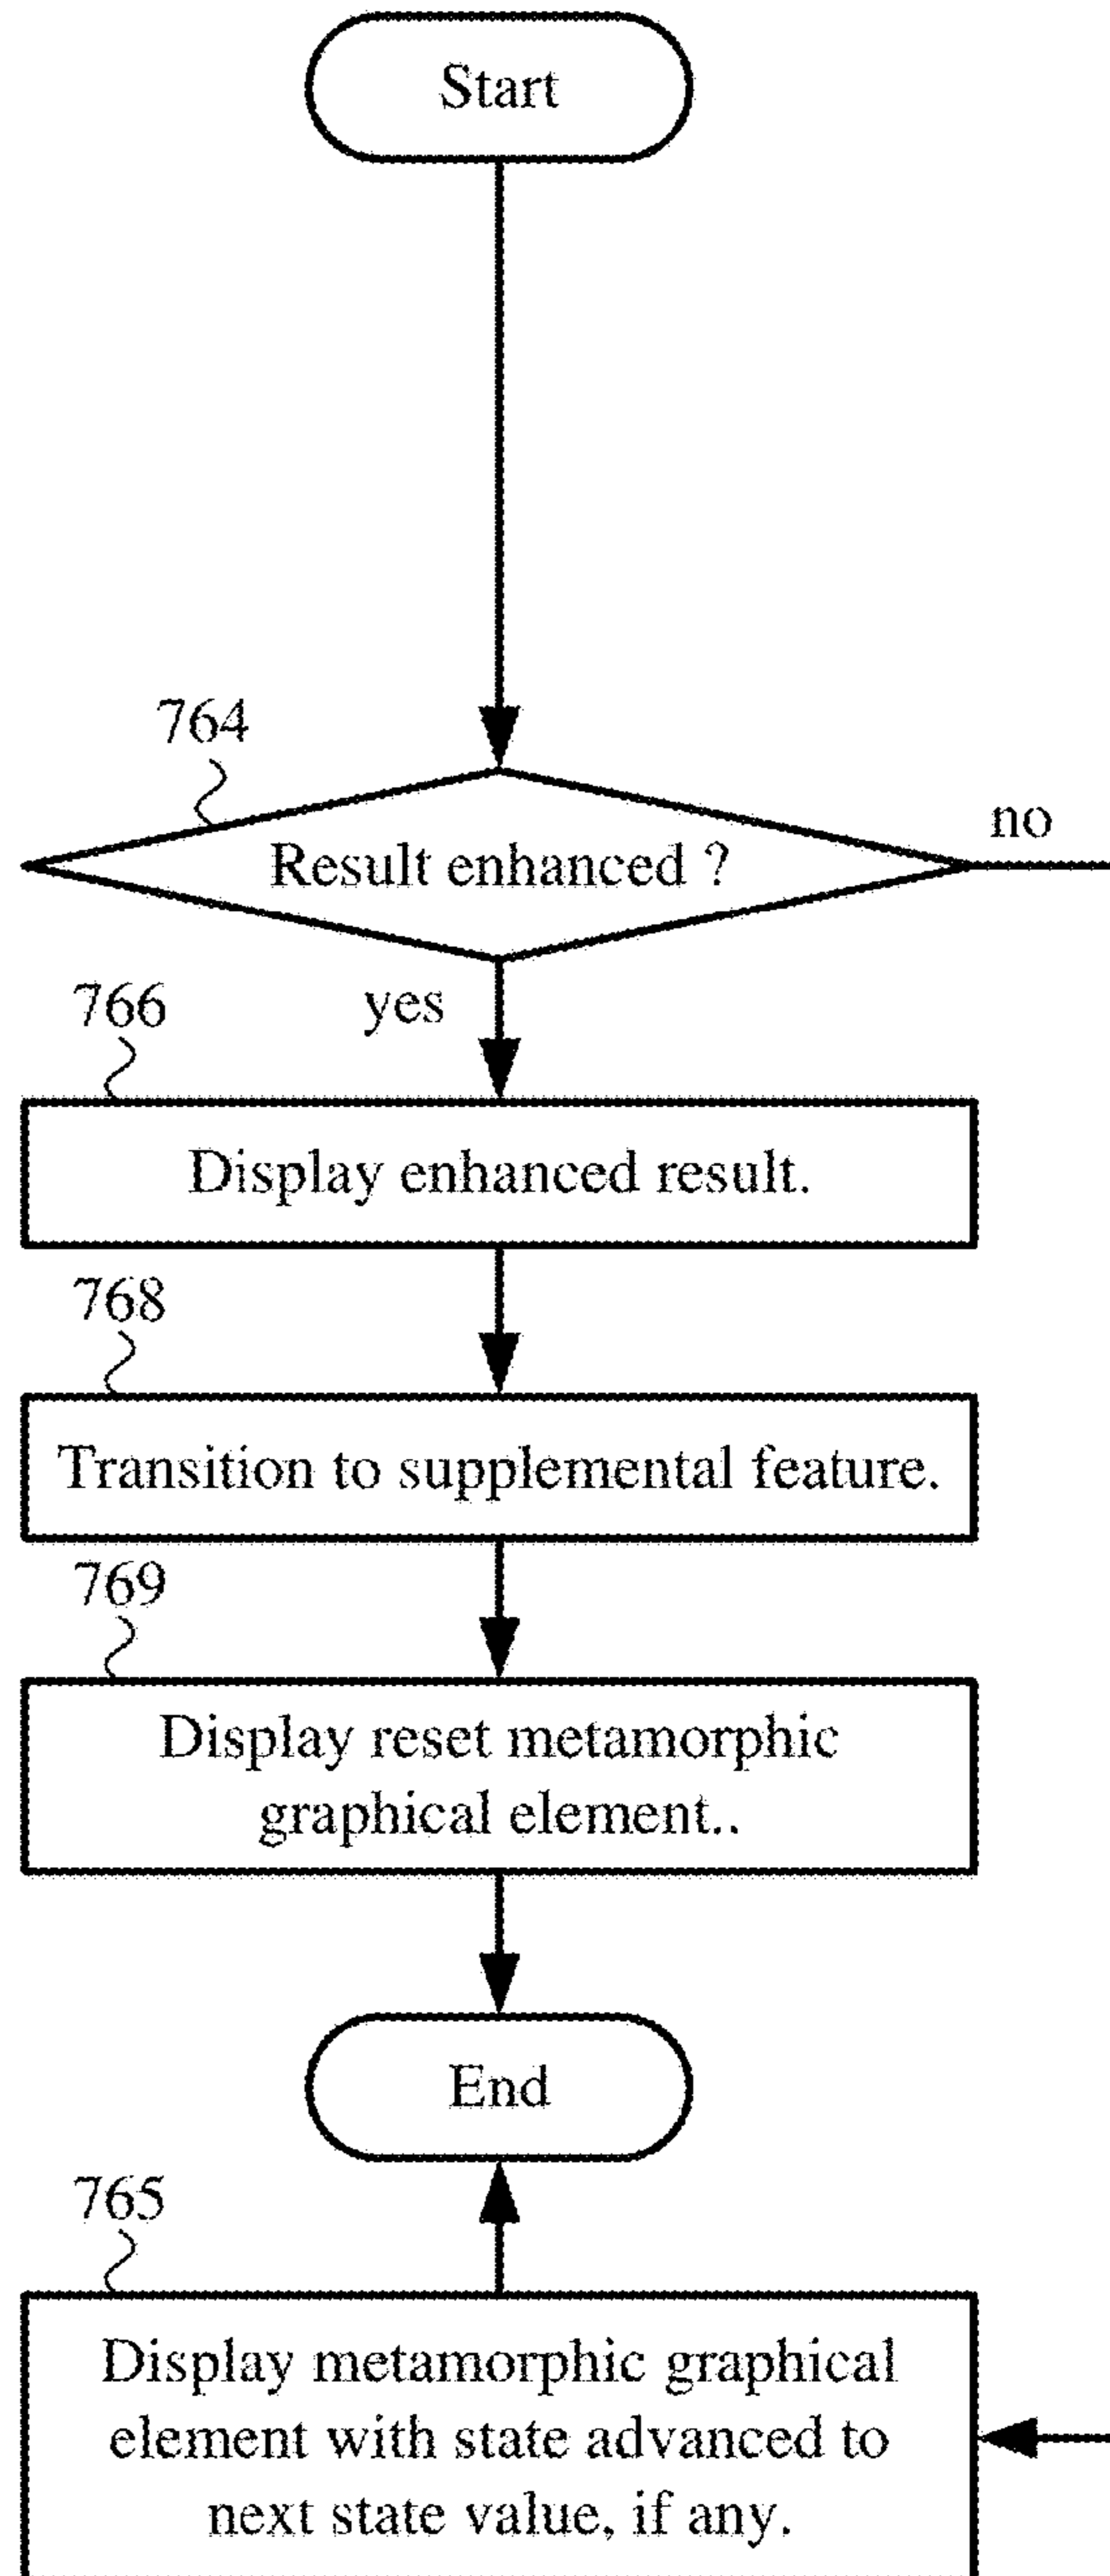 Start
764
Result enhanced ?
no
yes
766
Display enhanced result.
768
Transition to supplemental feature.
769
Display reset metamorphic
graphical element..
End
765
Display metamorphic graphical
element with state advanced to
next state value, if any.